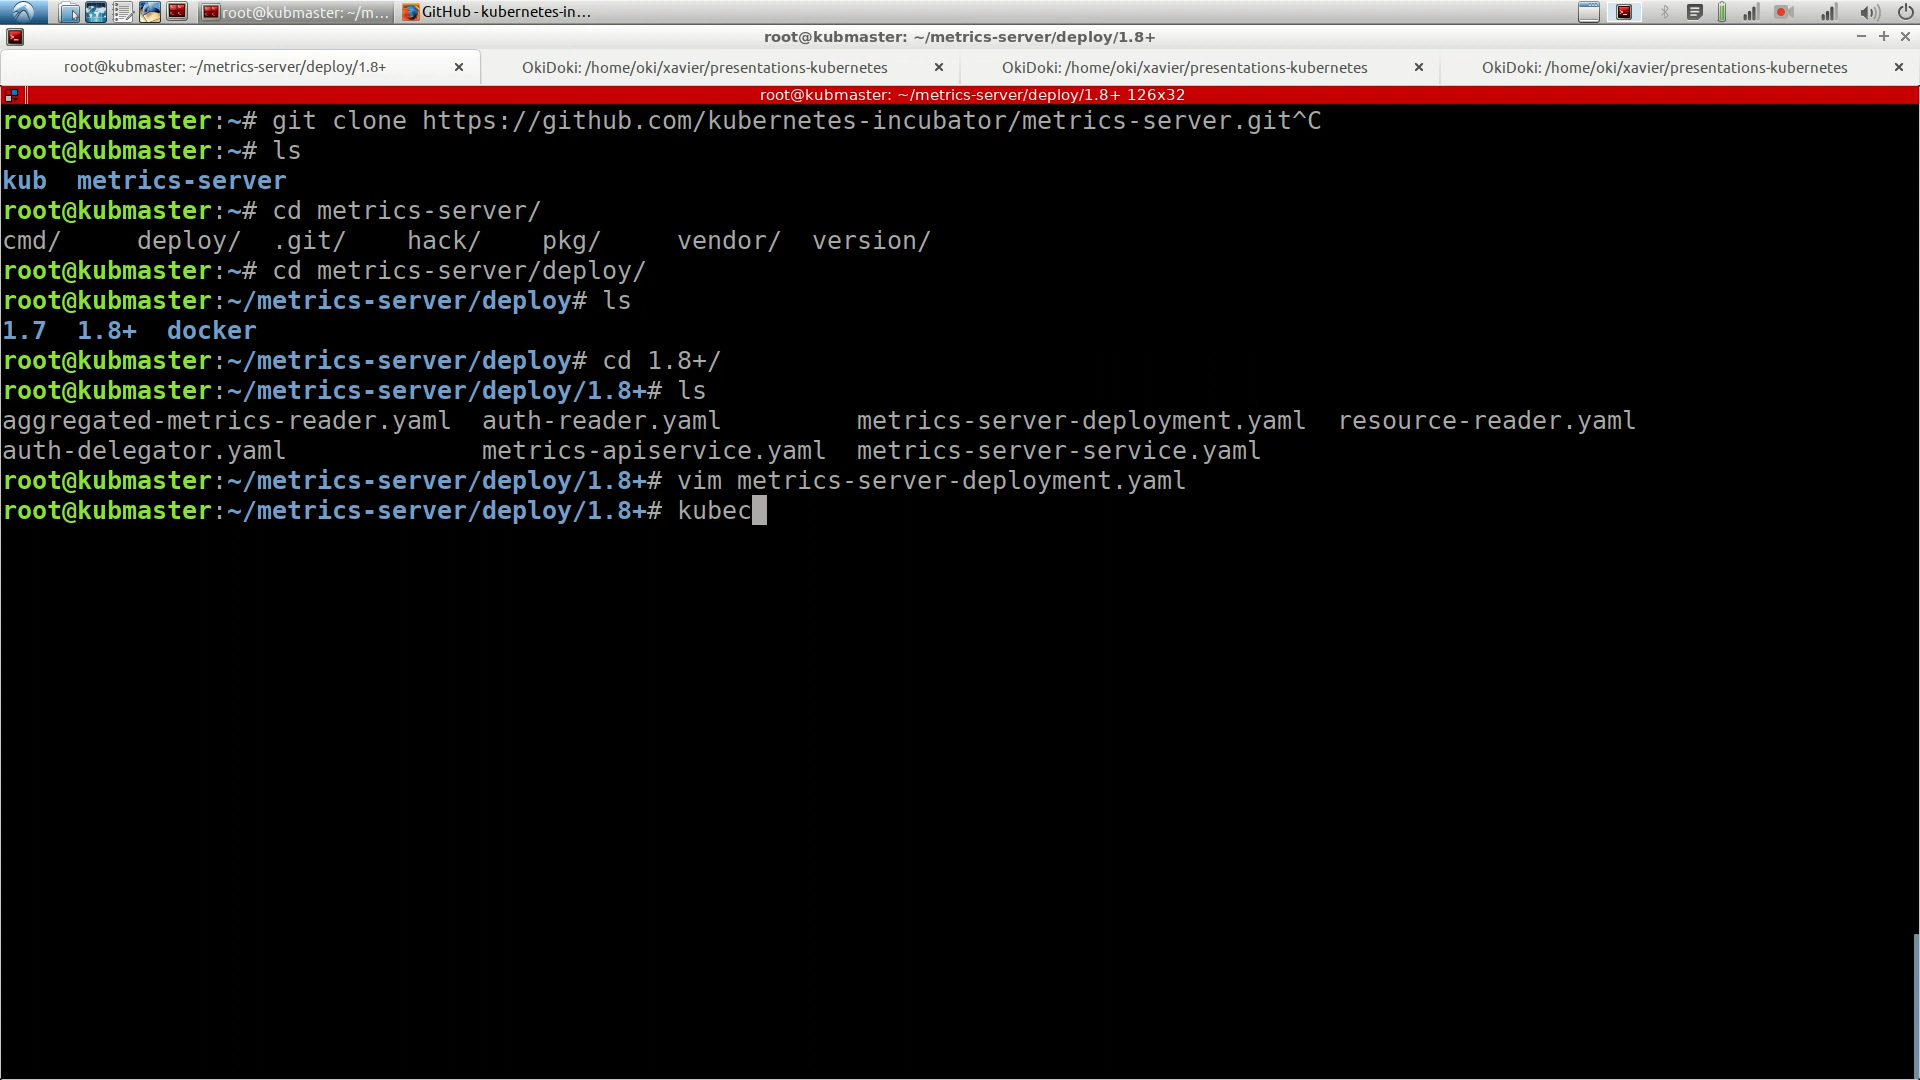 root@kubmaster: ~/m... GitHub - kubernetes-in...
root@kubmaster: ~/metrics-server/deploy/1.8+
root@kubmaster: ~/metrics-server/deploy/1.8+ OkiDoki: /home/oki/xavier/presentations-kubernetes OkiDoki: /home/oki/xavier/presentations-kubernetes OkiDoki: /home/oki/xavier/presentations-kubernetes
root@kubmaster: ~/metrics-server/deploy/1.8+ 126x32
root@kubmaster:~# git clone https://github.com/kubernetes-incubator/metrics-server.git^C
root@kubmaster:~# ls
kub  metrics-server
root@kubmaster:~# cd metrics-server/
cmd/     deploy/  .git/    hack/    pkg/     vendor/  version/
root@kubmaster:~# cd metrics-server/deploy/
root@kubmaster:~/metrics-server/deploy# ls
1.7  1.8+  docker
root@kubmaster:~/metrics-server/deploy# cd 1.8+/
root@kubmaster:~/metrics-server/deploy/1.8+# ls
aggregated-metrics-reader.yaml  auth-reader.yaml         metrics-server-deployment.yaml  resource-reader.yaml
auth-delegator.yaml             metrics-apiservice.yaml  metrics-server-service.yaml
root@kubmaster:~/metrics-server/deploy/1.8+# vim metrics-server-deployment.yaml
root@kubmaster:~/metrics-server/deploy/1.8+# kubec